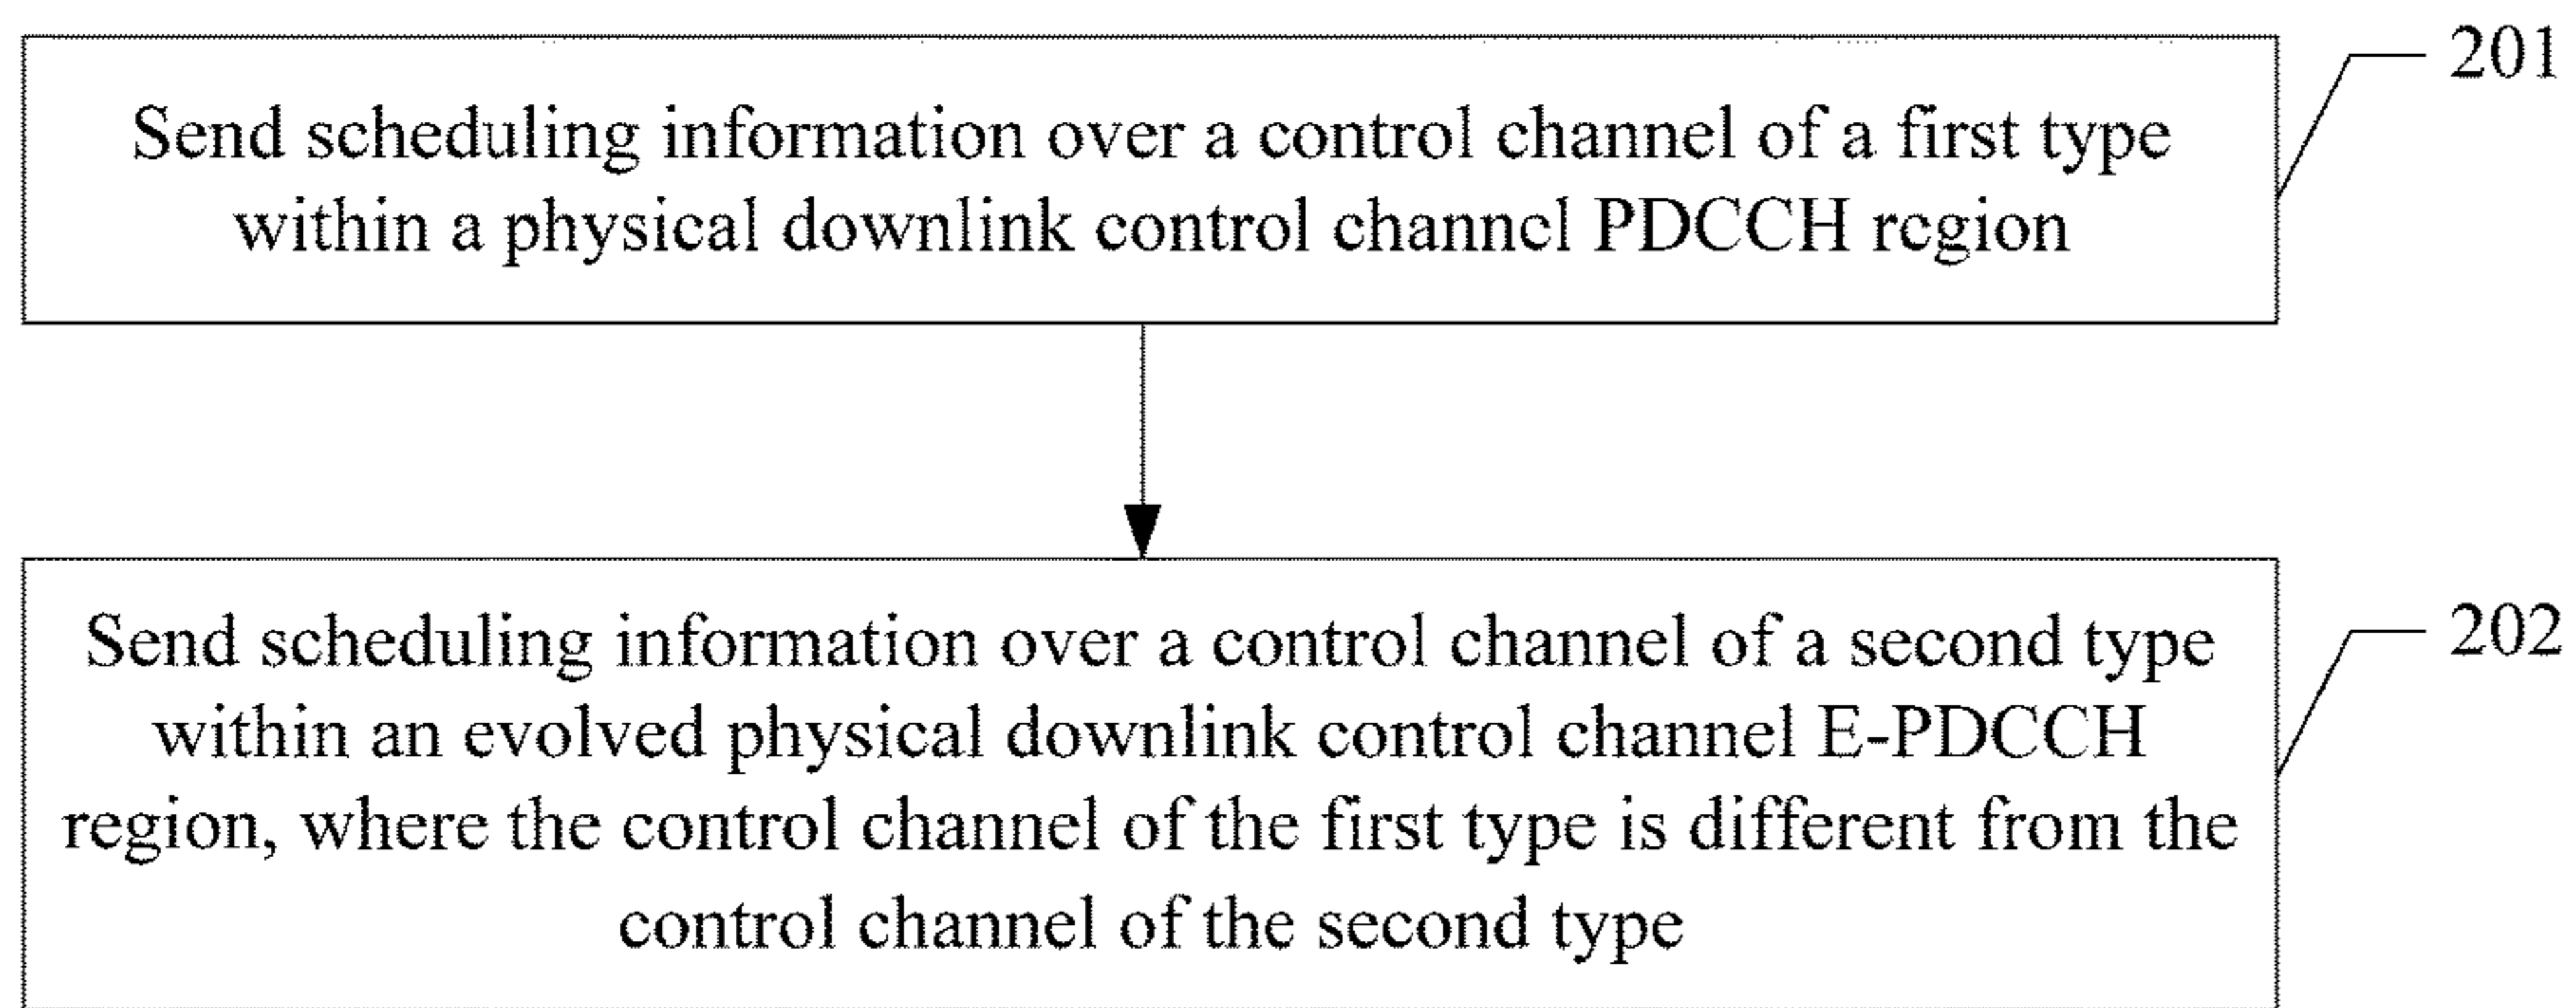 Send scheduling information over a control channel of a first type
within a physical downlink control channel PDCCH region
201
Send scheduling information over a control channel of a second type
within an evolved physical downlink control channel E-PDCCH
region, where the control channel of the first type is different from the
control channel of the second type
202